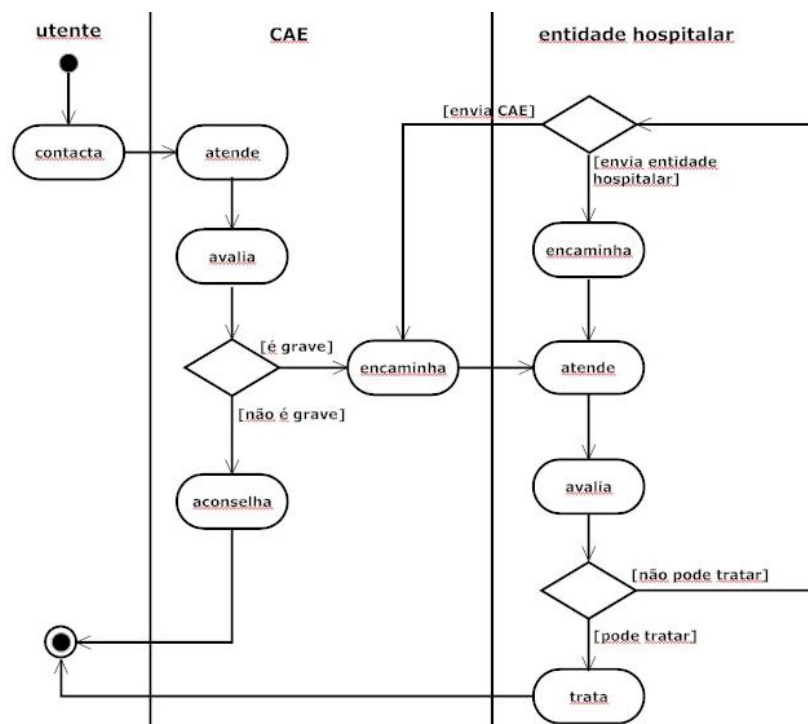 utente
CAE
entidade hospitalar
[envia CAE]
contacta
atende
[envia entidade
hospitalar]
avalia
encaminha
[é grave]
encaminha
atende
[não é grave]
aconselha
avalia
[não pode tratar]
[pode tratar]
trata